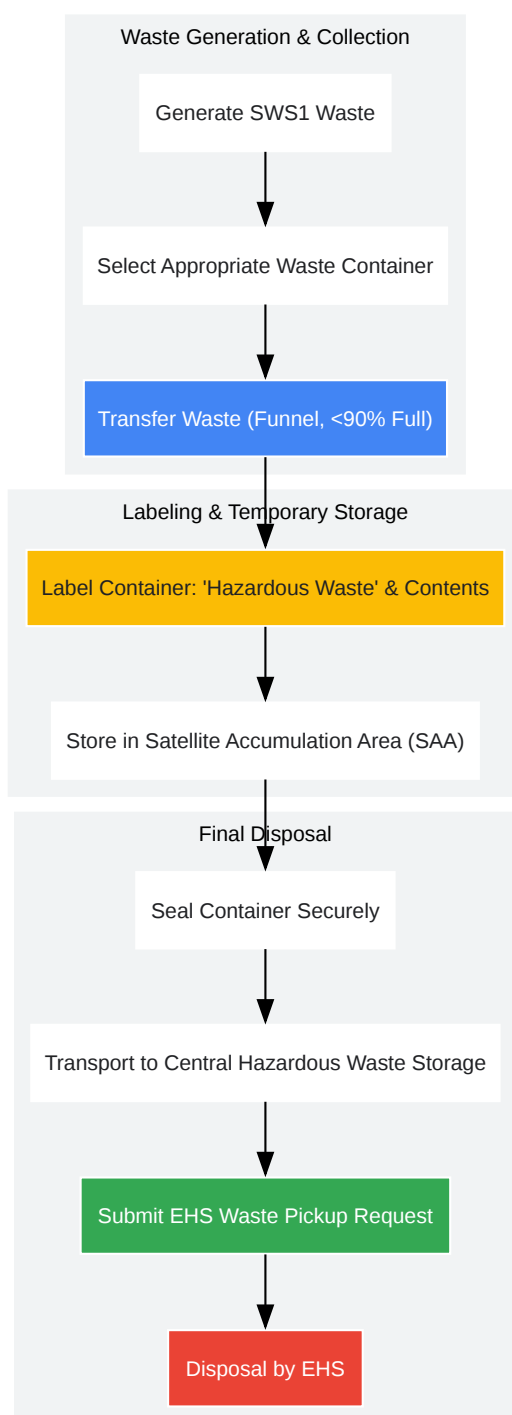 Waste Generation & Collection
Generate SWS1 Waste
Select Appropriate Waste Container
Transfer Waste (Funnel, <90% Full)
Labeling & Temporary Storage
Label Container: 'Hazardous Waste' & Contents
Store in Satellite Accumulation Area (SAA)
Final Disposal
Seal Container Securely
Transport to Central Hazardous Waste Storage
Submit EHS Waste Pickup Request
Disposal by EHS